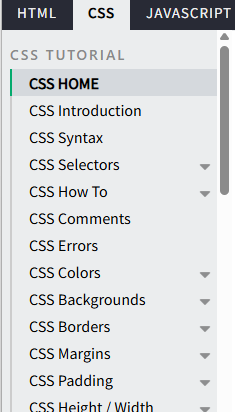 HTML CSS JAVASCRIPT
CSS TUTORIAL
CSS HOME
CSS Introduction
CSS Syntax
CSS Selectors
CSS How To
CSS Comments
CSS Errors
CSS Colors
CSS Backgrounds
CSS Borders
CSS Margins
CSS Padding
CSS Height / Width